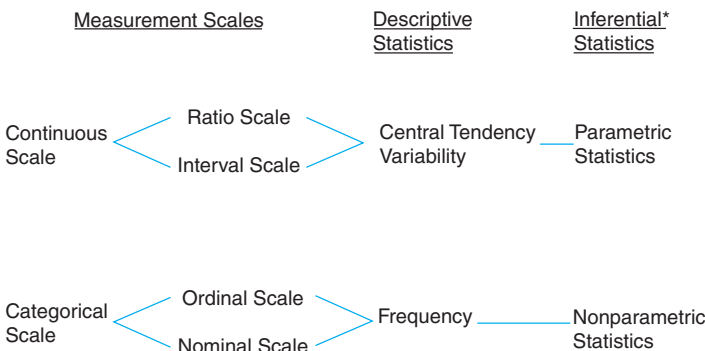 Measurement Scales
Descriptive
Statistics
Inferential*
Statistics
Continuous
Scale
Ratio Scale
Interval Scale
Central Tendency
Variability
Parametric
Statistics
Categorical
Scale
Ordinal Scale
Nominal Scale
Frequency
Nonparametric
Statistics